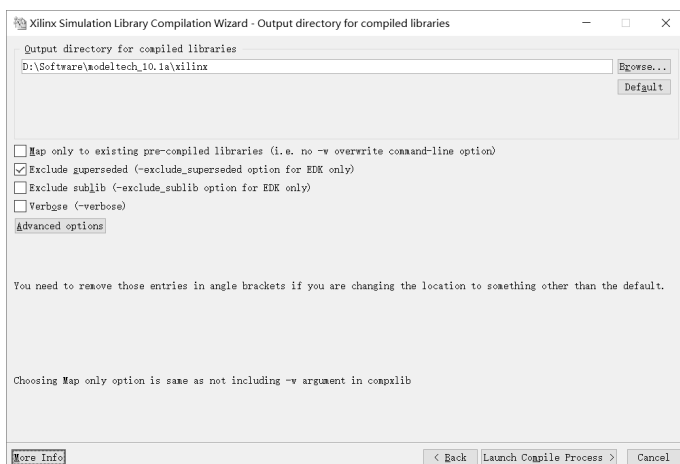 Xilinx Simulation Library Compilation Wizard - Output directory for compiled libraries
Output directory for compiled libraries
D:\Software\modeltech_10.1a\xilinx
Browse...
Default
Map only to existing pre-compiled libraries (i.e. no -w overwrite command-line option)
Exclude superseded (-exclude_superseded option for EDK only)
Exclude sublib (-exclude_sublib option for EDK only)
Verbose (-verbose)
Advanced options
You need to remove those entries in angle brackets if you are changing the location to something other than the default.
Choosing Map only option is same as not including -w argument in compxlib
More Info
< Back
Launch Compile Process >
Cancel